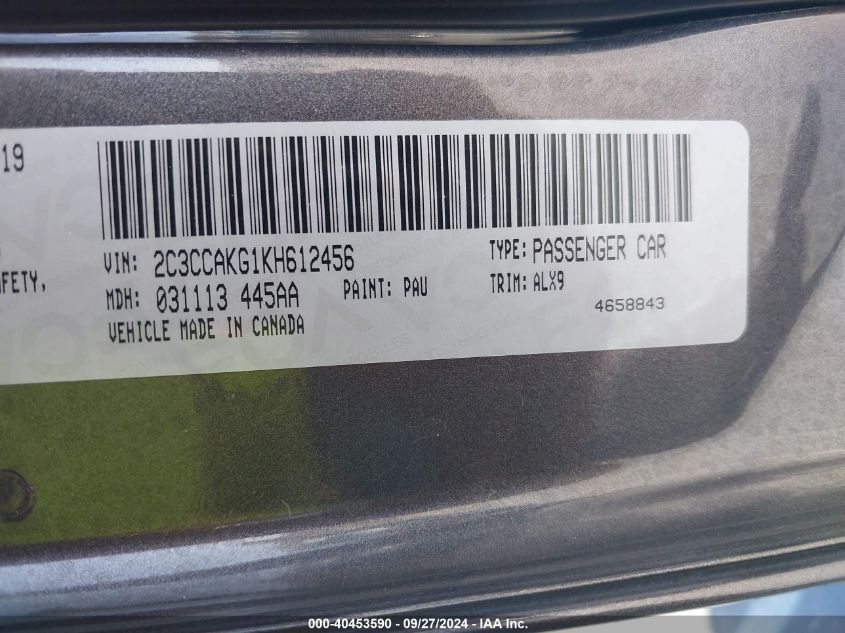 19
VIN: 2C3CCAKG1KH612456 TYPE: PASSENGER CAR
AFETY,
MDH: 031113 445AA PAINT: PAU TRIM: ALX9
4658843
VEHICLE MADE IN CANADA
000-40453590 - 09/27/2024 - IAA Inc.